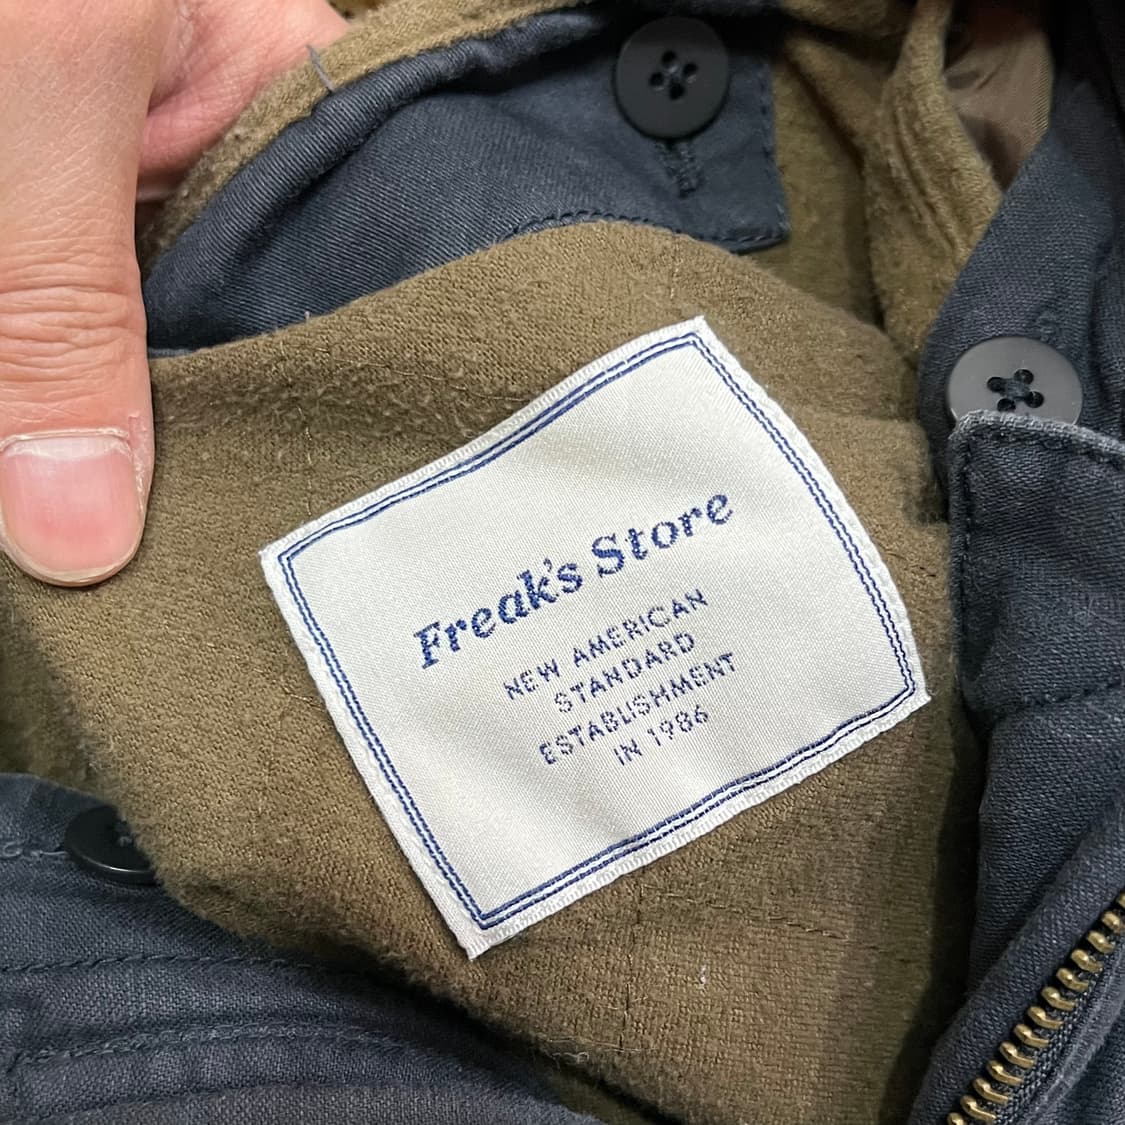 Freak's Store
NEW AMERICAN
STANDARD
ESTABLISHMENT
IN 1986